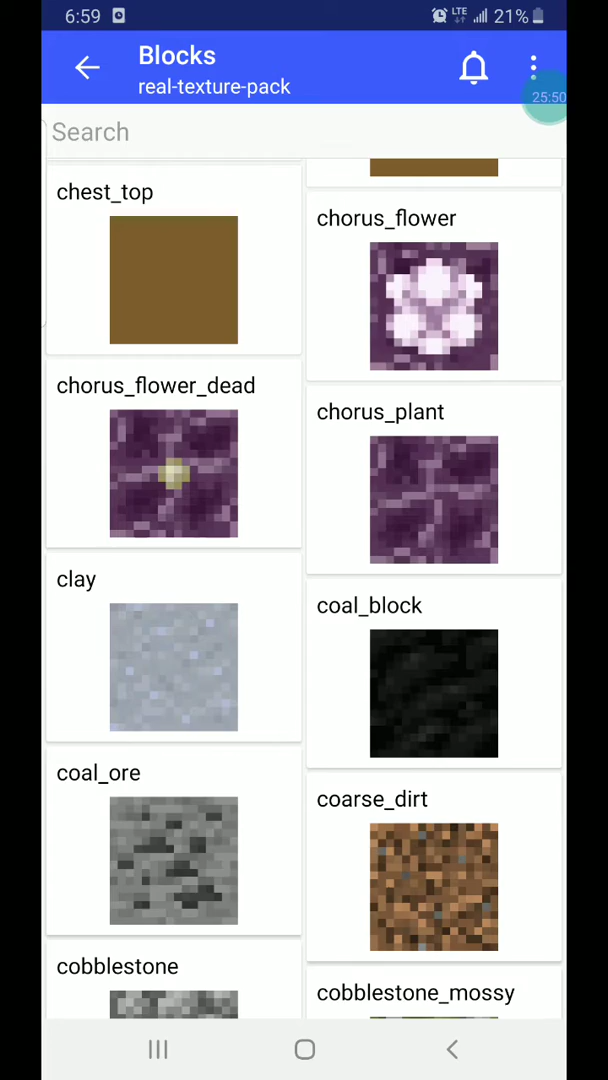 6:59 LTE 21%
Blocks
real-texture-pack
25:50
Search
chest_top
chorus_flower
chorus_flower_dead
chorus_plant
clay
coal_block
coal_ore
coarse_dirt
cobblestone
cobblestone_mossy